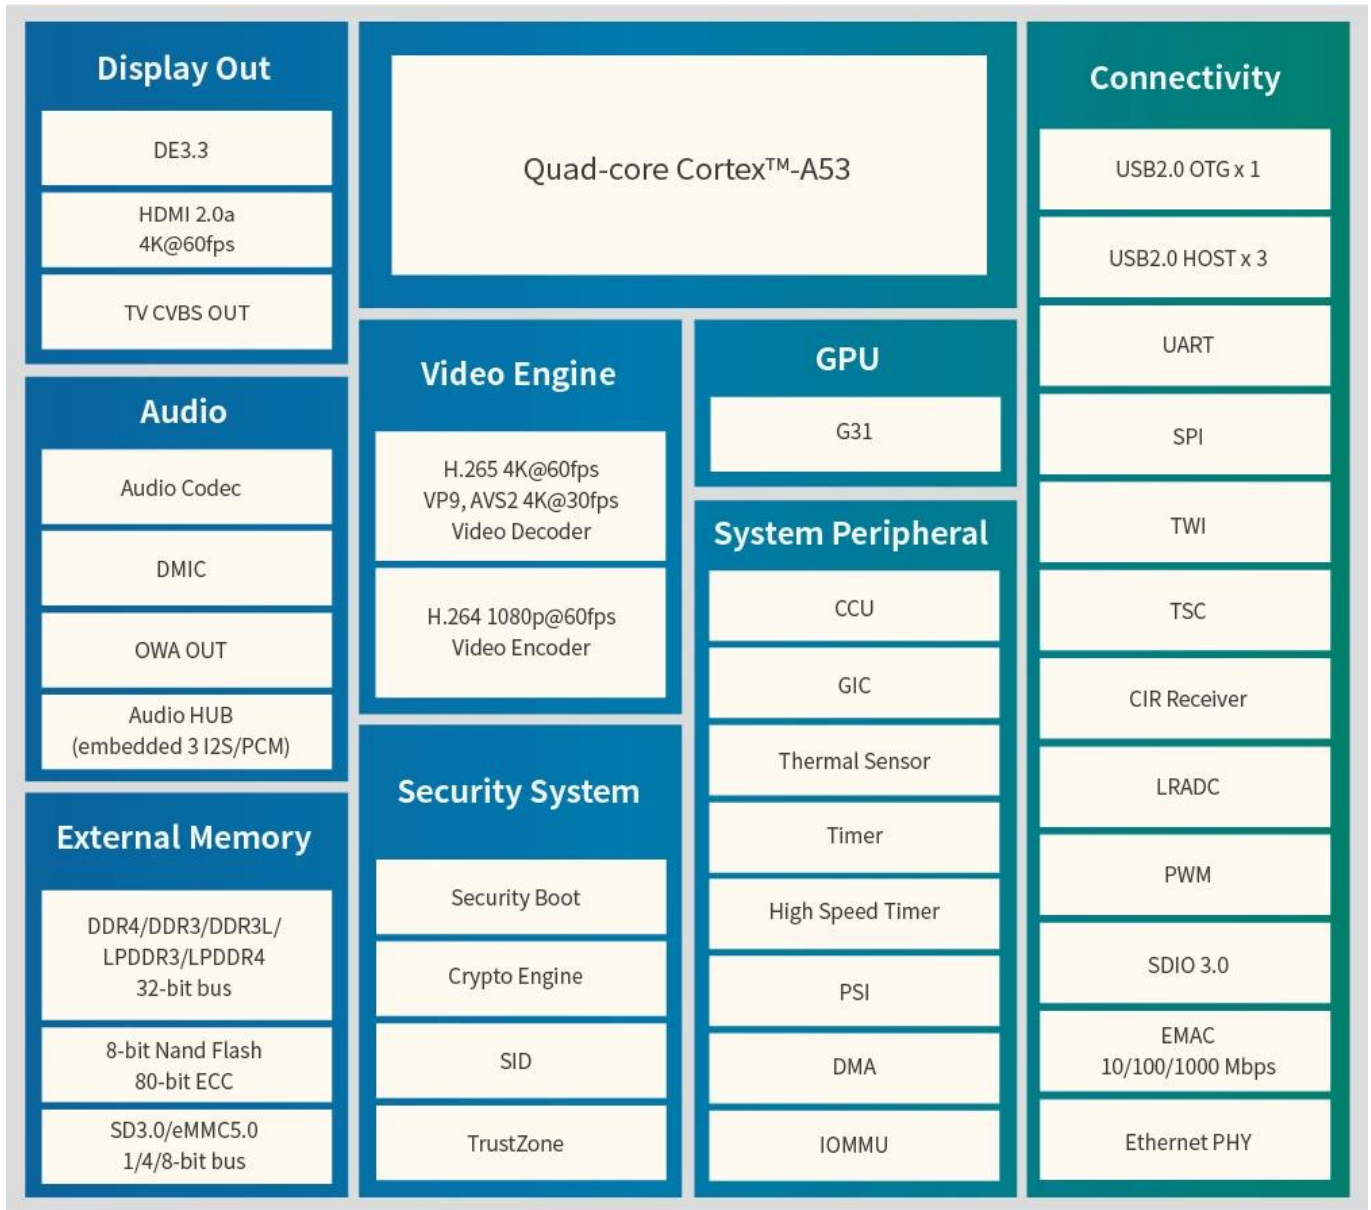 Display Out
DE3.3
HDMI 2.0a
4K@60fps
TV CVBS OUT
Audio
Audio Codec
DMIC
OWA OUT
Audio HUB
(embedded 3 I2S/PCM)
External Memory
DDR4/DDR3/DDR3L/
LPDDR3/LPDDR4
32-bit bus
8-bit Nand Flash
80-bit ECC
SD3.0/eMMC5.0
1/4/8-bit bus
Quad-core Cortex™-A53
Video Engine
H.265 4K@60fps
VP9, AVS2 4K@30fps
Video Decoder
H.264 1080p@60fps
Video Encoder
Security System
Security Boot
Crypto Engine
SID
TrustZone
GPU
G31
System Peripheral
CCU
GIC
Thermal Sensor
Timer
High Speed Timer
PSI
DMA
IOMMU
Connectivity
USB2.0 OTG x 1
USB2.0 HOST x 3
UART
SPI
TWI
TSC
CIR Receiver
LRADC
PWM
SDIO 3.0
EMAC
10/100/1000 Mbps
Ethernet PHY